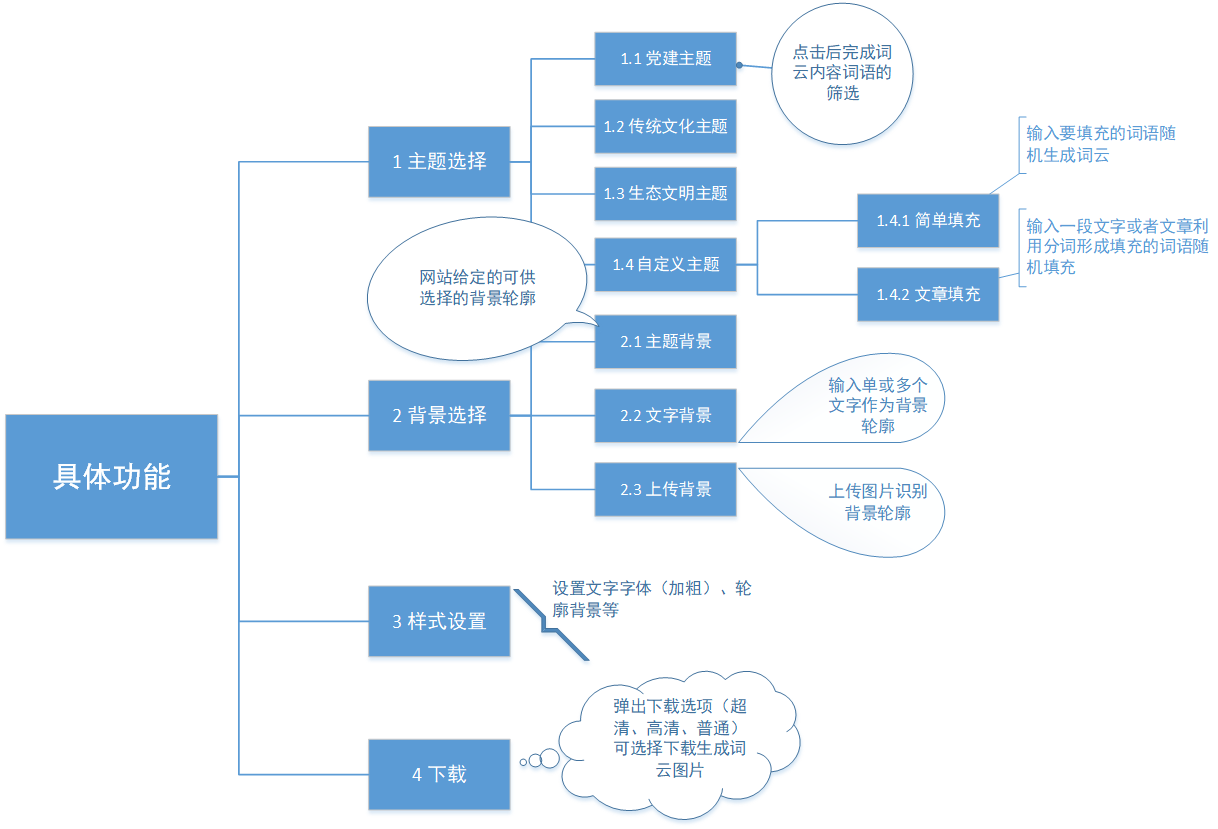 具体功能
1 主题选择
1.1 党建主题
点击后完成词
云内容词语的
筛选
1.2 传统文化主题
1.3 生态文明主题
1.4 自定义主题
1.4.1 简单填充
输入要填充的词语随
机生成词云
1.4.2 文章填充
输入一段文字或者文章利
用分词形成填充的词语随
机填充
2 背景选择
2.1 主题背景
网站给定的可供
选择的背景轮廓
2.2 文字背景
输入单或多个
文字作为背景
轮廓
2.3 上传背景
上传图片识别
背景轮廓
3 样式设置
设置文字字体（加粗）、轮
廓背景等
4 下载
弹出下载选项（超
清、高清、普通）
可选择下载生成词
云图片